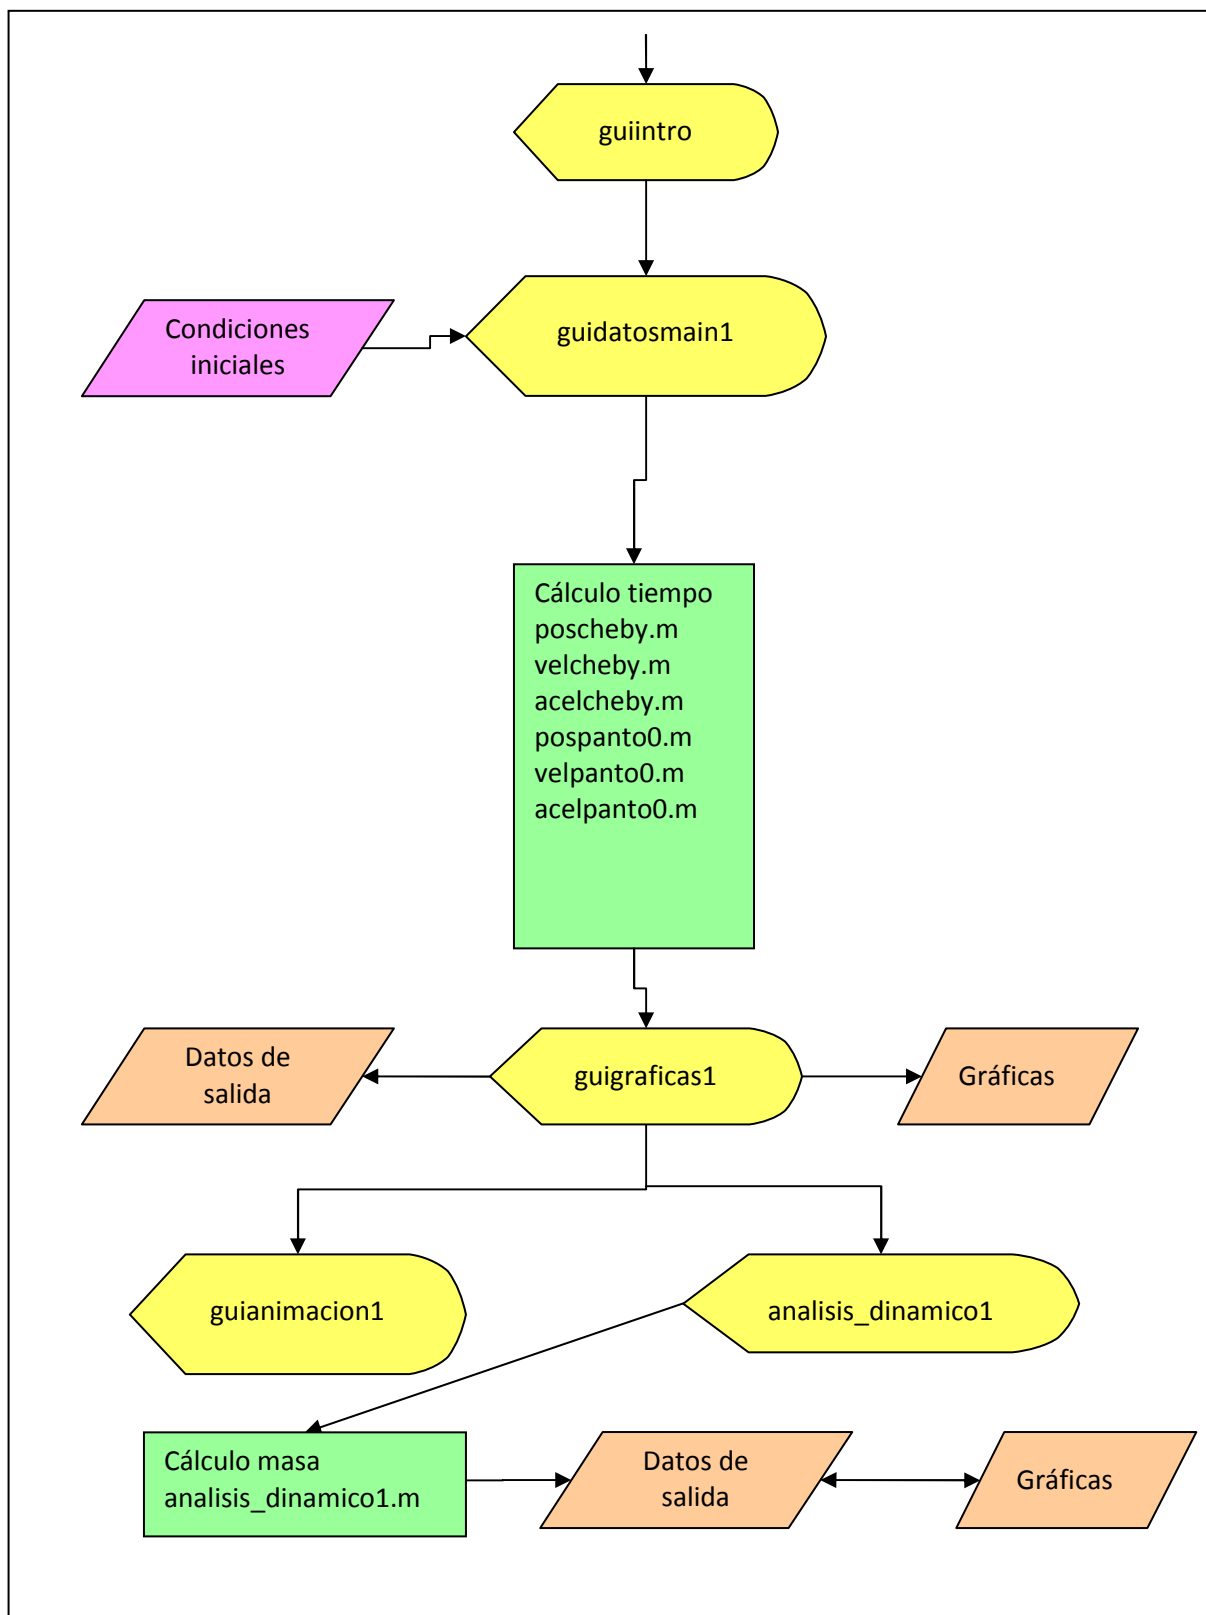 guiintro
Condiciones
iniciales
guidatosmain1
Cálculo tiempo
poscheby.m
velcheby.m
acelcheby.m
pospanto0.m
velpanto0.m
acelpanto0.m
Datos de
salida
guigraficas1
Gráficas
guianimacion1
analisis_dinamico1
Cálculo masa
analisis_dinamico1.m
Datos de
salida
Gráficas